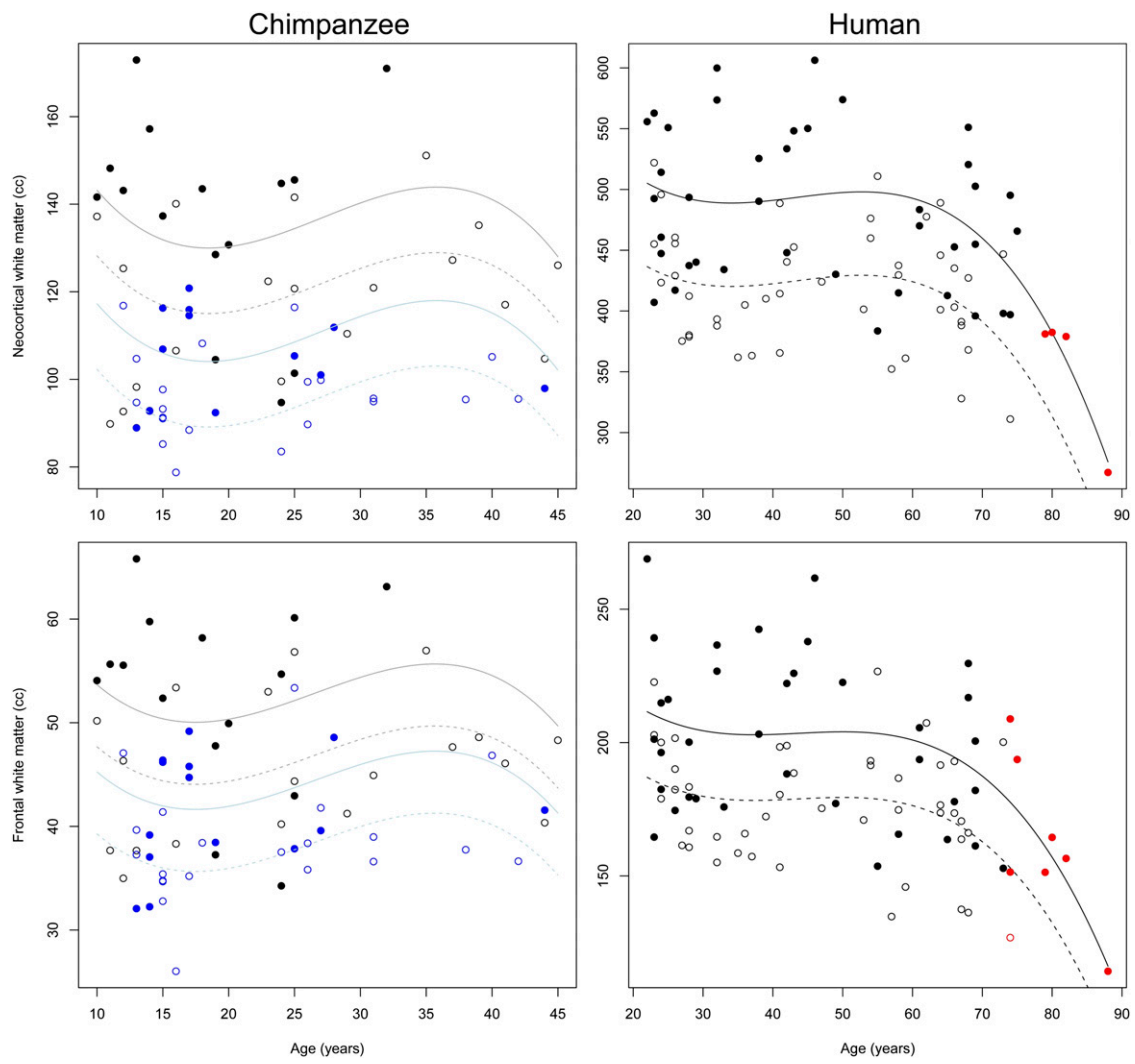 Chimpanzee Human
Neocortical white matter (cc)
160
140
120
100
80
10 15 20 25 30 35 40 45
600
550
500
450
400
350
300
20 30 40 50 60 70 80 90
Frontal white matter (cc)
60
50
40
30
10 15 20 25 30 35 40 45
Age (years)
250
200
150
20 30 40 50 60 70 80 90
Age (years)